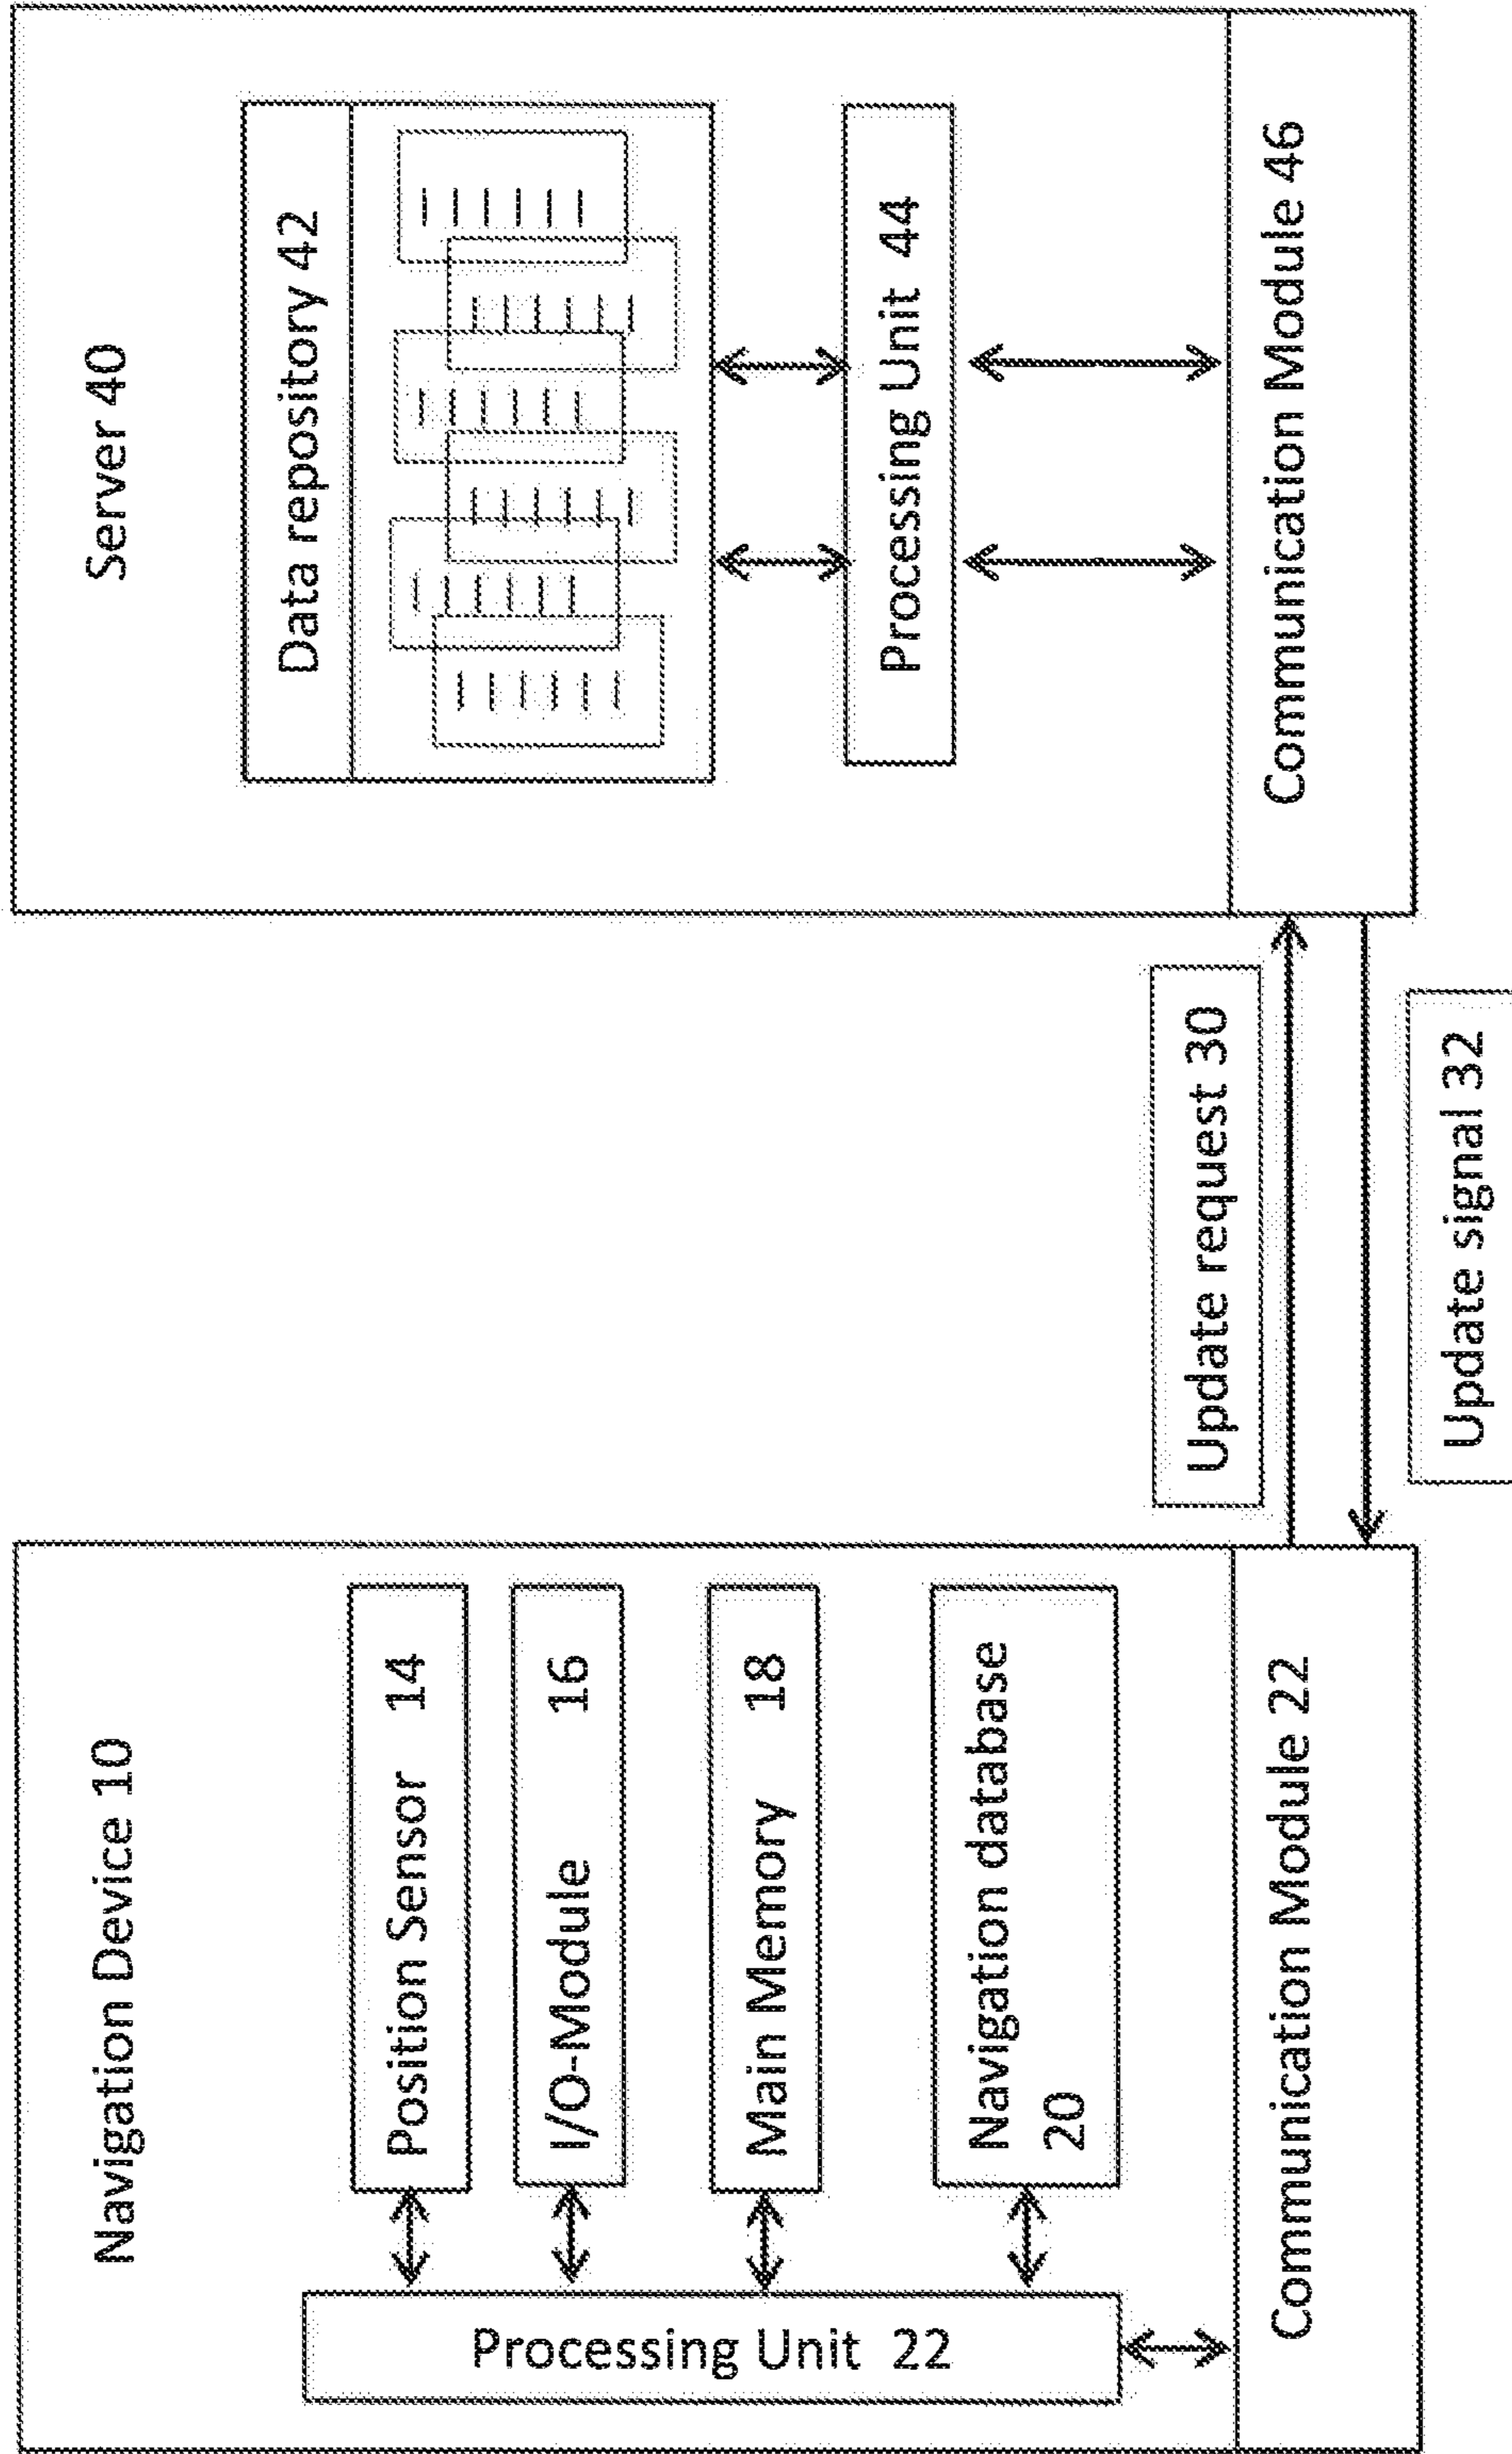 Navigation Device 10
Position Sensor 14
I/O-Module 16
Main Memory 18
Navigation database
20
Processing Unit 22
Communication Module 22
Update request 30
Update signal 32
Server 40
Data repository 42
Processing Unit 44
Communication Module 46